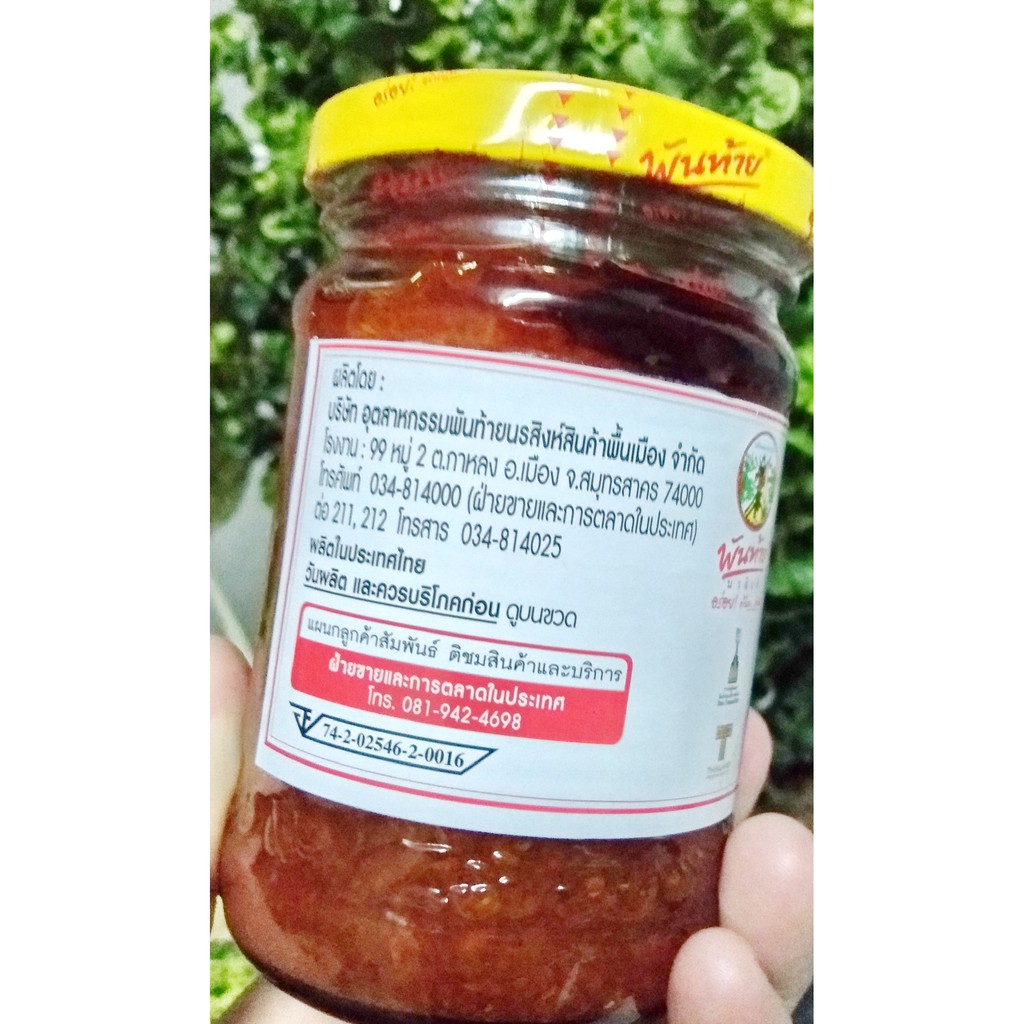 อร่อย!
พันท้าย
ผลิตโดย :
บริษัท อุตสาหกรรมพันท้ายนรสิงห์สินค้าพื้นเมือง จำกัด
โรงงาน : 99 หมู่ 2 ต.กาหลง อ.เมือง จ.สมุทรสาคร 74000
โทรศัพท์ 034-814000 (ฝ่ายขายและการตลาดในประเทศ)
ต่อ 211, 212 โทรสาร 034-814025
ผลิตในประเทศไทย
วันผลิต และควรบริโภคก่อน ดูบนขวด
แผนกลูกค้าสัมพันธ์ ติชมสินค้าและบริการ
ฝ่ายขายและการตลาดในประเทศ
โทร. 081-942-4698
74-2-02546-2-0016
พันท้าย
อร่อย!